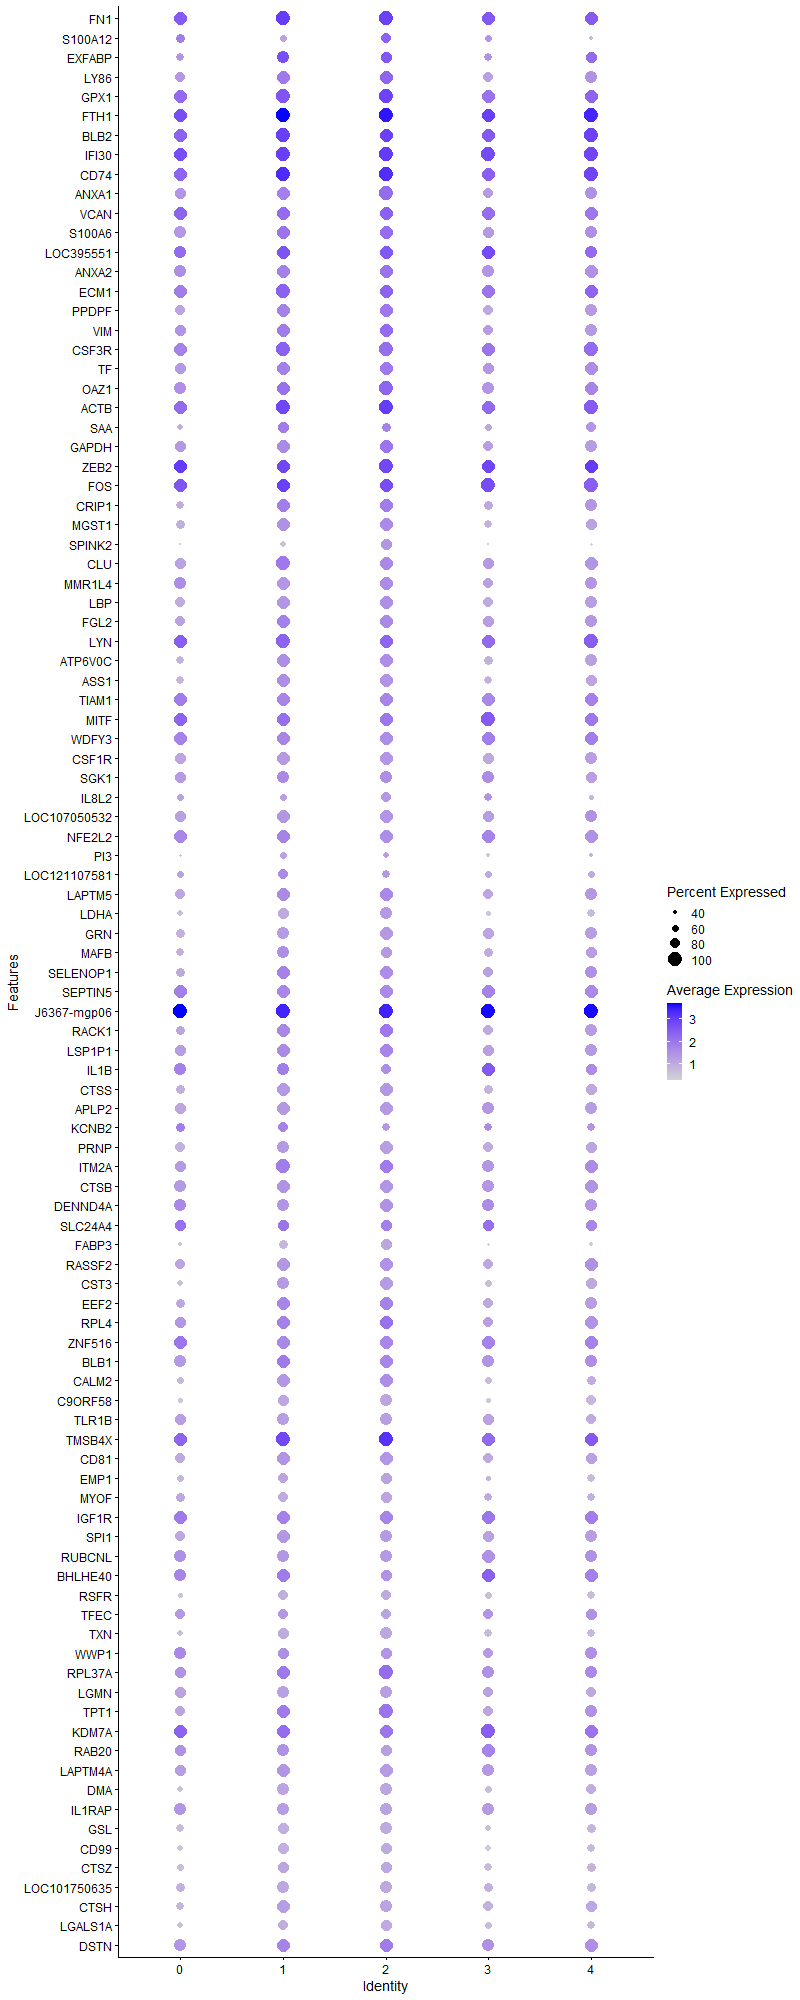 FN1
S100A12
EXFABP
LY86
GPX1
FTH1
BLB2
IFI30
CD74
ANXA1
VCAN
S100A6
LOC395551
ANXA2
ECM1
PPDPF
VIM
CSF3R
TF
OAZ1
ACTB
SAA
GAPDH
ZEB2
FOS
CRIP1
MGST1
SPINK2
CLU
MMR1L4
LBP
FGL2
LYN
ATP6V0C
ASS1
TIAM1
MITF
WDFY3
CSF1R
SGK1
IL8L2
LOC107050532
NFE2L2
PI3
LOC121107581
LAPTM5
LDHA
GRN
MAFB
SELENOP1
SEPTIN5
J6367-mgp06
RACK1
LSP1P1
IL1B
CTSS
APLP2
KCNB2
PRNP
ITM2A
CTSB
DENND4A
SLC24A4
FABP3
RASSF2
CST3
EEF2
RPL4
ZNF516
BLB1
CALM2
C9ORF58
TLR1B
TMSB4X
CD81
EMP1
MYOF
IGF1R
SPI1
RUBCNL
BHLHE40
RSFR
TFEC
TXN
WWP1
RPL37A
LGMN
TPT1
KDM7A
RAB20
LAPTM4A
DMA
IL1RAP
GSL
CD99
CTSZ
LOC101750635
CTSH
LGALS1A
DSTN
Features
0 1 2 3 4
Identity
Percent Expressed
40
60
80
100
Average Expression
3
2
1